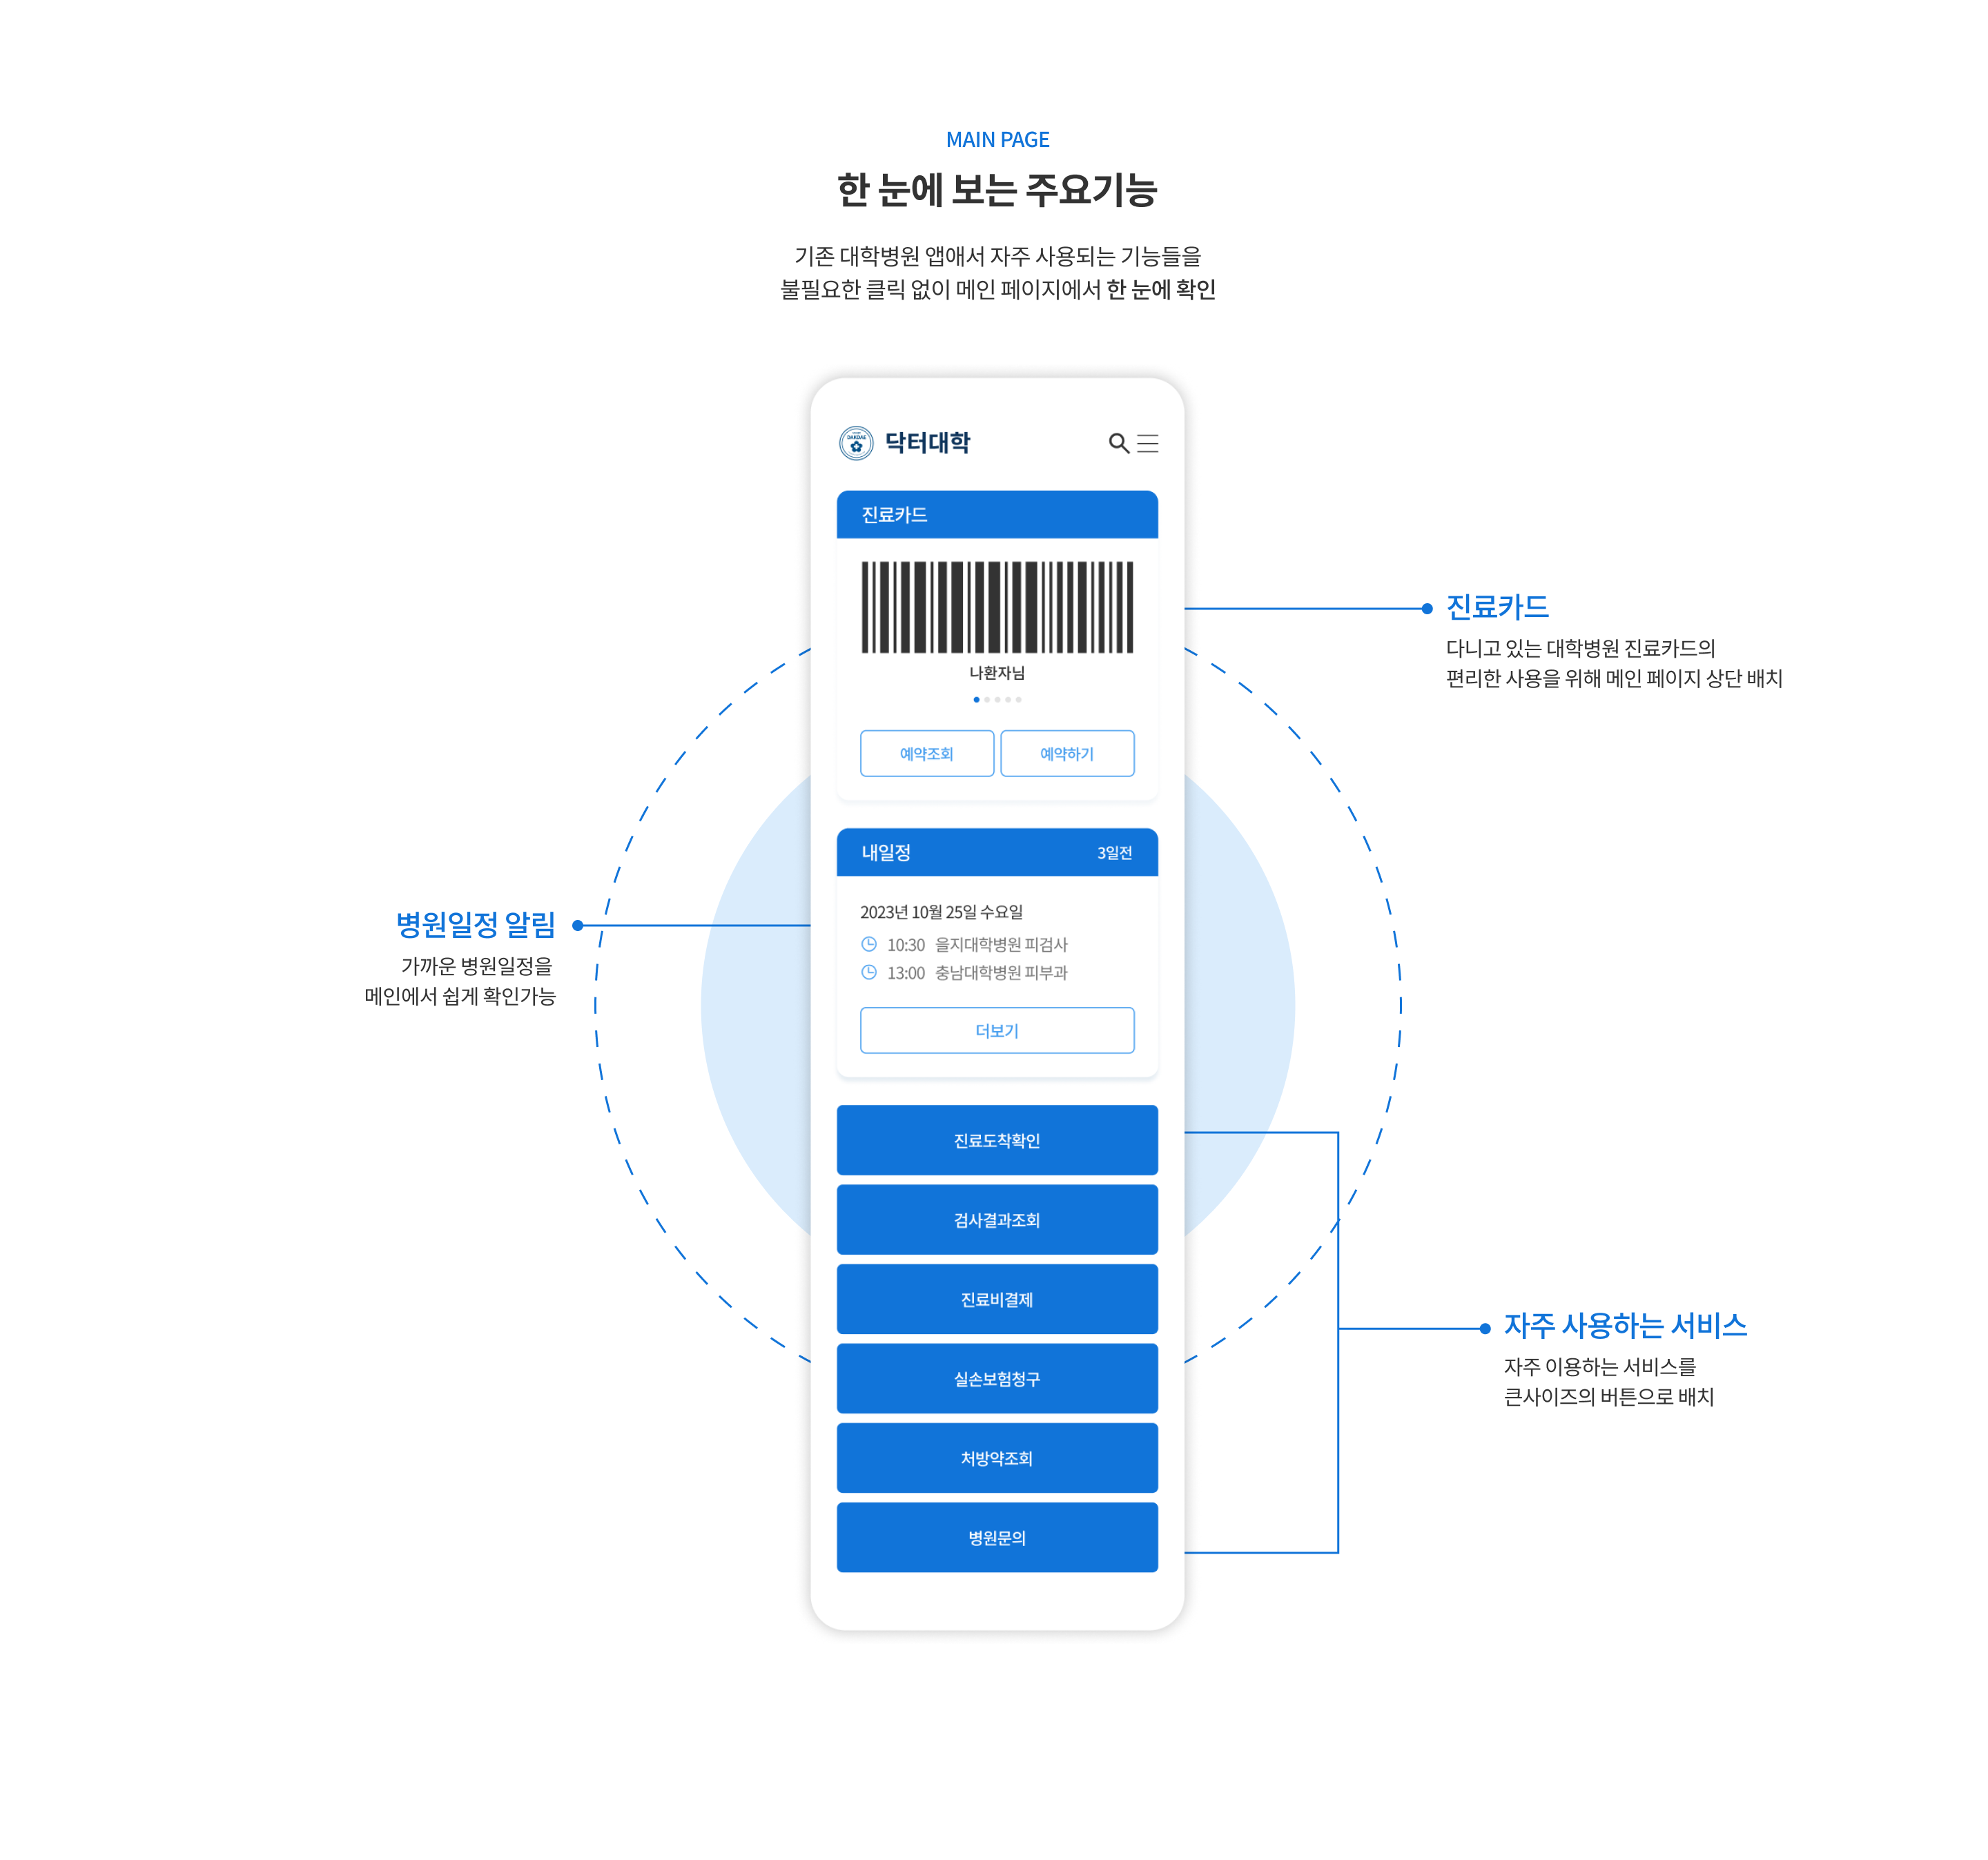 MAIN PAGE
한 눈에 보는 주요기능
기존 대학병원 앱에서 자주 사용되는 기능들을
불필요한 클릭 없이 메인 페이지에서 한 눈에 확인
DAKDAE
닥터대학
진료카드
나환자님
예약조회
예약하기
진료카드
다니고 있는 대학병원 진료카드의
편리한 사용을 위해 메인 페이지 상단 배치
내일정
3일전
2023년 10월 25일 수요일
10:30 을지대학병원 피검사
13:00 충남대학병원 피부과
더보기
병원일정 알림
가까운 병원일정을
메인에서 쉽게 확인가능
진료도착확인
검사결과조회
진료비결제
실손보험청구
처방약조회
병원문의
자주 사용하는 서비스
자주 이용하는 서비스를
큰사이즈의 버튼으로 배치